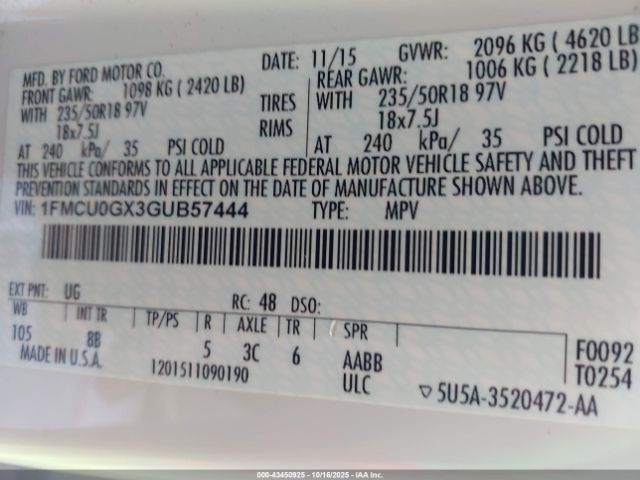 MFD. BY FORD MOTOR CO. DATE: 11/15 GVWR: 2096 KG ( 4620 LB
FRONT GAWR: 1098 KG ( 2420 LB) REAR GAWR: 1006 KG ( 2218 LB)
WITH 235/50R18 97V TIRES WITH 235/50R18 97V
18x7.5J RIMS 18x7.5J
AT 240 kPa/ 35 PSI COLD AT 240 kPa/ 35 PSI COLD
THIS VEHICLE CONFORMS TO ALL APPLICABLE FEDERAL MOTOR VEHICLE SAFETY AND THEFT
PREVENTION STANDARDS IN EFFECT ON THE DATE OF MANUFACTURE SHOWN ABOVE.
VIN: 1FMCU0GX3GUB57444 TYPE: MPV
EXT PNT: UG RC: 48 DSO:
WB INT TR TP/PS R AXLE TR SPR
105 8B 5 3C 6 AABB F0092
MADE IN U.S.A. 1201511090190 ULC T0254
▽5U5A-3520472-AA
000-43450925 - 10/16/2025 - IAA Inc.